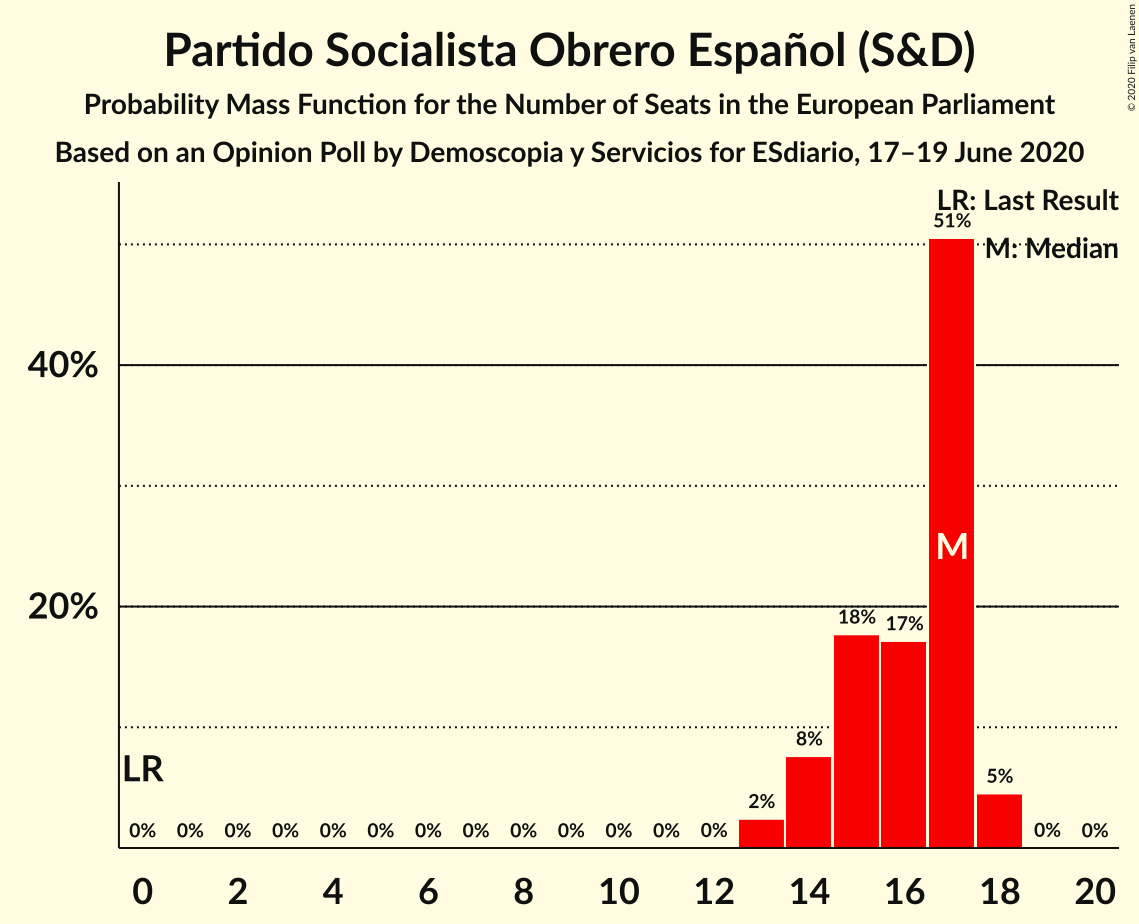 Partido Socialista Obrero Español (S&D)
Probability Mass Function for the Number of Seats in the European Parliament
Based on an Opinion Poll by Demoscopia y Servicios for ESdiario, 17–19 June 2020
© 2020 Filip van Laenen
LR: Last Result
51%
M: Median
40%
M
20%
18%
17%
8%
LR
5%
2%
0% 0% 0% 0% 0% 0% 0% 0% 0% 0% 0% 0% 0% 0% 0%
0 2 4 6 8 10 12 14 16 18 20